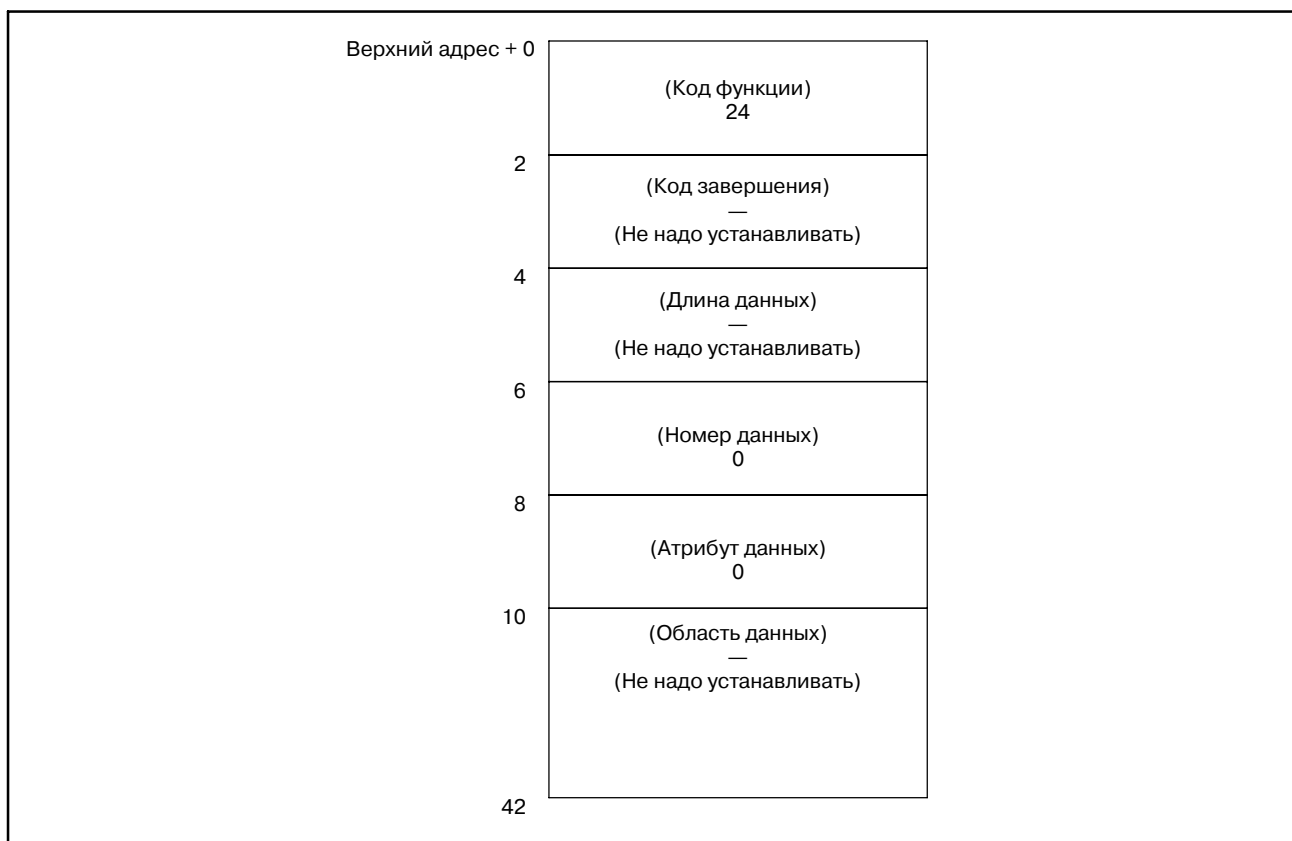 Верхний адрес + 0
(Код функции)
24
2
(Код завершения)
—
(Не надо устанавливать)
4
(Длина данных)
—
(Не надо устанавливать)
6
(Номер данных)
0
8
(Атрибут данных)
0
10
(Область данных)
—
(Не надо устанавливать)
42